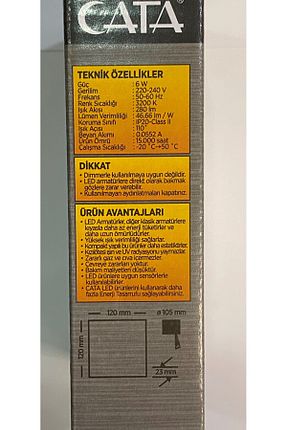 CATA
TEKNİK ÖZELLİKLER
Güç : 6 W
Gerilim : 220-240 V
Frekans : 50-60 Hz
Renk Sıcaklığı : 3200 K
Işık Akısı : 280 lm
Lümen Verimliliği : 46.66 lm / W
Koruma Sınıfı : IP20-Class II
Işık Açısı : 110°
Beyan Akımı : 0.0552 A
Ürün Ömrü : 15.000 saat
Çalışma Sıcaklığı : -20 °C +50 °C
DİKKAT
• Dimmerle kullanılmaya uygun değildir.
• LED armatürlere direkt olarak bakmak
gözlere zarar verebilir.
• Kullanılmayan aydınlatmaları kapatınız.
ÜRÜN AVANTAJLARI
• LED Armatürler, diğer klasik armatürlere
kıyasla daha az enerji tüketirler ve
daha uzun ömürlüdür.
• Yüksek ışık verimliliği sağlarlar.
• Kompakt yapılı bu ürünler daha estetiktirler.
• Kızılötesi ışın ve UV radyasyonu yaymazlar.
• Zararlı gaz ve cıva içermezler.
• Çevreye zararları yoktur.
• Bakım maliyetleri düşüktür.
• LED ürünlere uygun sensörlerle
kullanılabilirler.
• CATA LED ürünlerini kullanarak daha
fazla Enerji Tasarrufu sağlayabilirsiniz.
120 mm
ø 105 mm
120 mm
23 mm